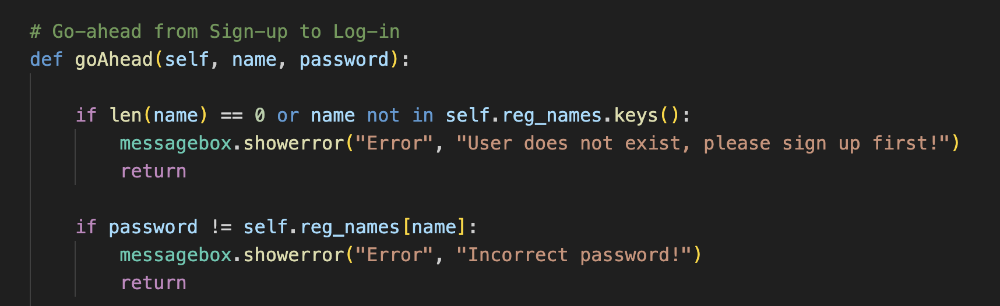 # Go-ahead from Sign-up to Log-in
def goAhead(self, name, password):
if len(name) == 0 or name not in self.reg_names.keys():
messagebox.showerror("Error", "User does not exist, please sign up first!")
return
if password != self.reg_names[name]:
messagebox.showerror("Error", "Incorrect password!")
return